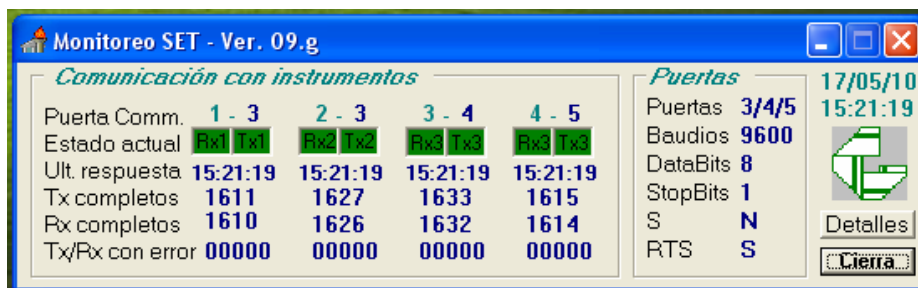 Monitoreo SET - Ver. 09.g
Comunicación con instrumentos
Puerta Comm. 1 - 3 2 - 3 3 - 4 4 - 5
Estado actual Rx1 Tx1 Rx2 Tx2 Rx3 Tx3 Rx3 Tx3
Ult. respuesta 15:21:19 15:21:19 15:21:19 15:21:19
Tx completos 1611 1627 1633 1615
Rx completos 1610 1626 1632 1614
Tx/Rx con error 00000 00000 00000 00000
Puertas
Puertas 3/4/5
Baudios 9600
DataBits 8
StopBits 1
S N
RTS S
17/05/10
15:21:19
Detalles
Cierra